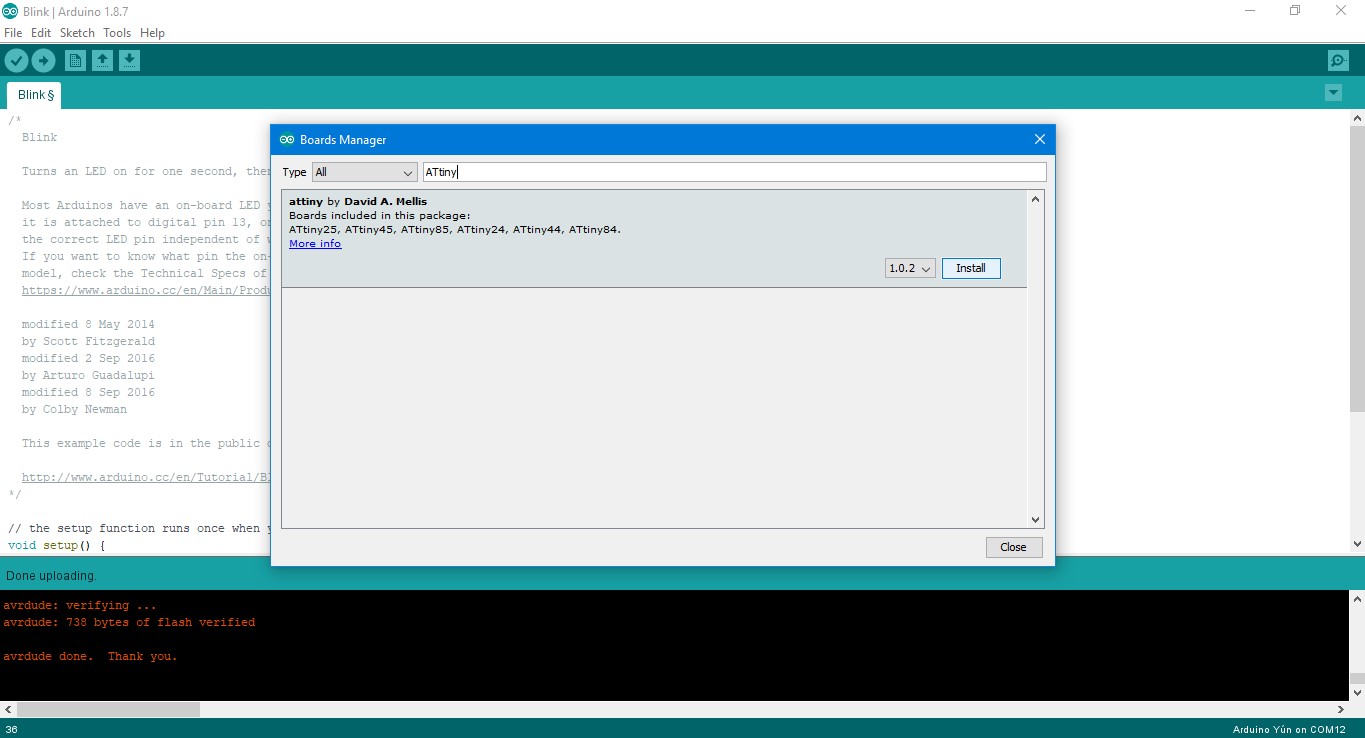 Blink | Arduino 1.8.7
File Edit Sketch Tools Help
Blink §
/*
Blink
Turns an LED on for one second, the
Most Arduinos have an on-board LED
it is attached to digital pin 13, o
the correct LED pin independent of
If you want to know what pin the on-
model, check the Technical Specs of
https://www.arduino.cc/en/Main/Produ
modified 8 May 2014
by Scott Fitzgerald
modified 2 Sep 2016
by Arturo Guadalupi
modified 8 Sep 2016
by Colby Newman
This example code is in the public
http://www.arduino.cc/en/Tutorial/Bl
*/
// the setup function runs once when
void setup() {
Boards Manager
Type All ATtiny
attiny by David A. Mellis
Boards included in this package:
ATtiny25, ATtiny45, ATtiny85, ATtiny24, ATtiny44, ATtiny84.
More info
1.0.2 Install
Close
Done uploading.
avrdude: verifying ...
avrdude: 738 bytes of flash verified
avrdude done.  Thank you.
36 Arduino Yún on COM12